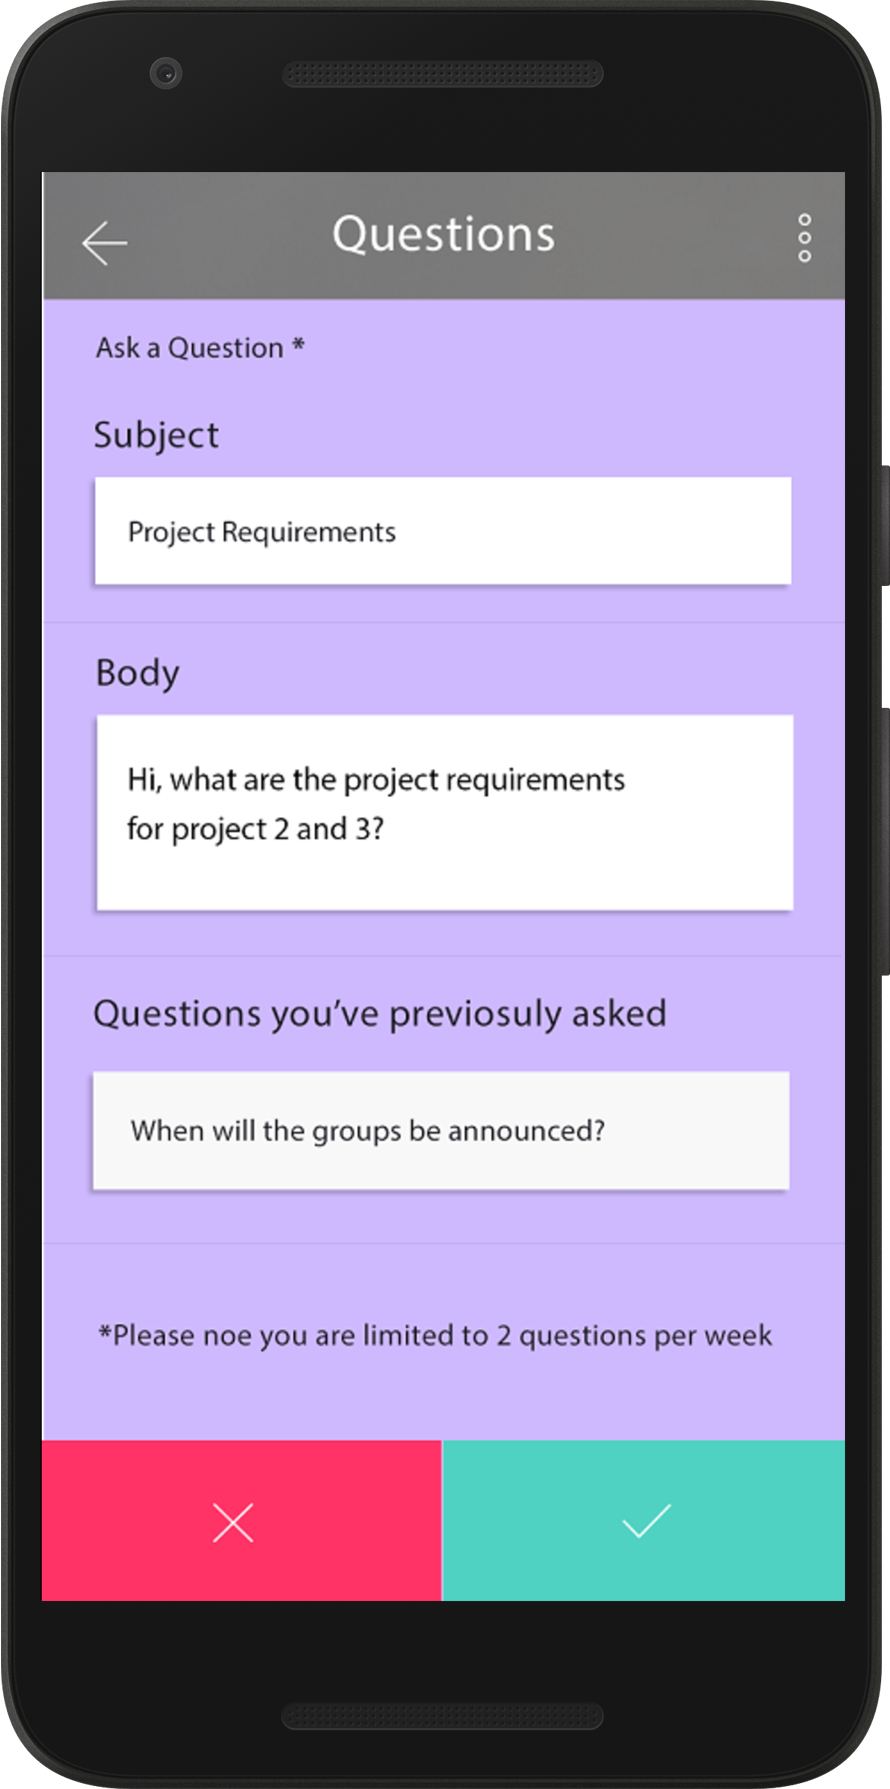 Questions
Ask a Question *
Subject
Project Requirements
Body
Hi, what are the project requirements
for project 2 and 3?
Questions you’ve previosuly asked
When will the groups be announced?
*Please noe you are limited to 2 questions per week